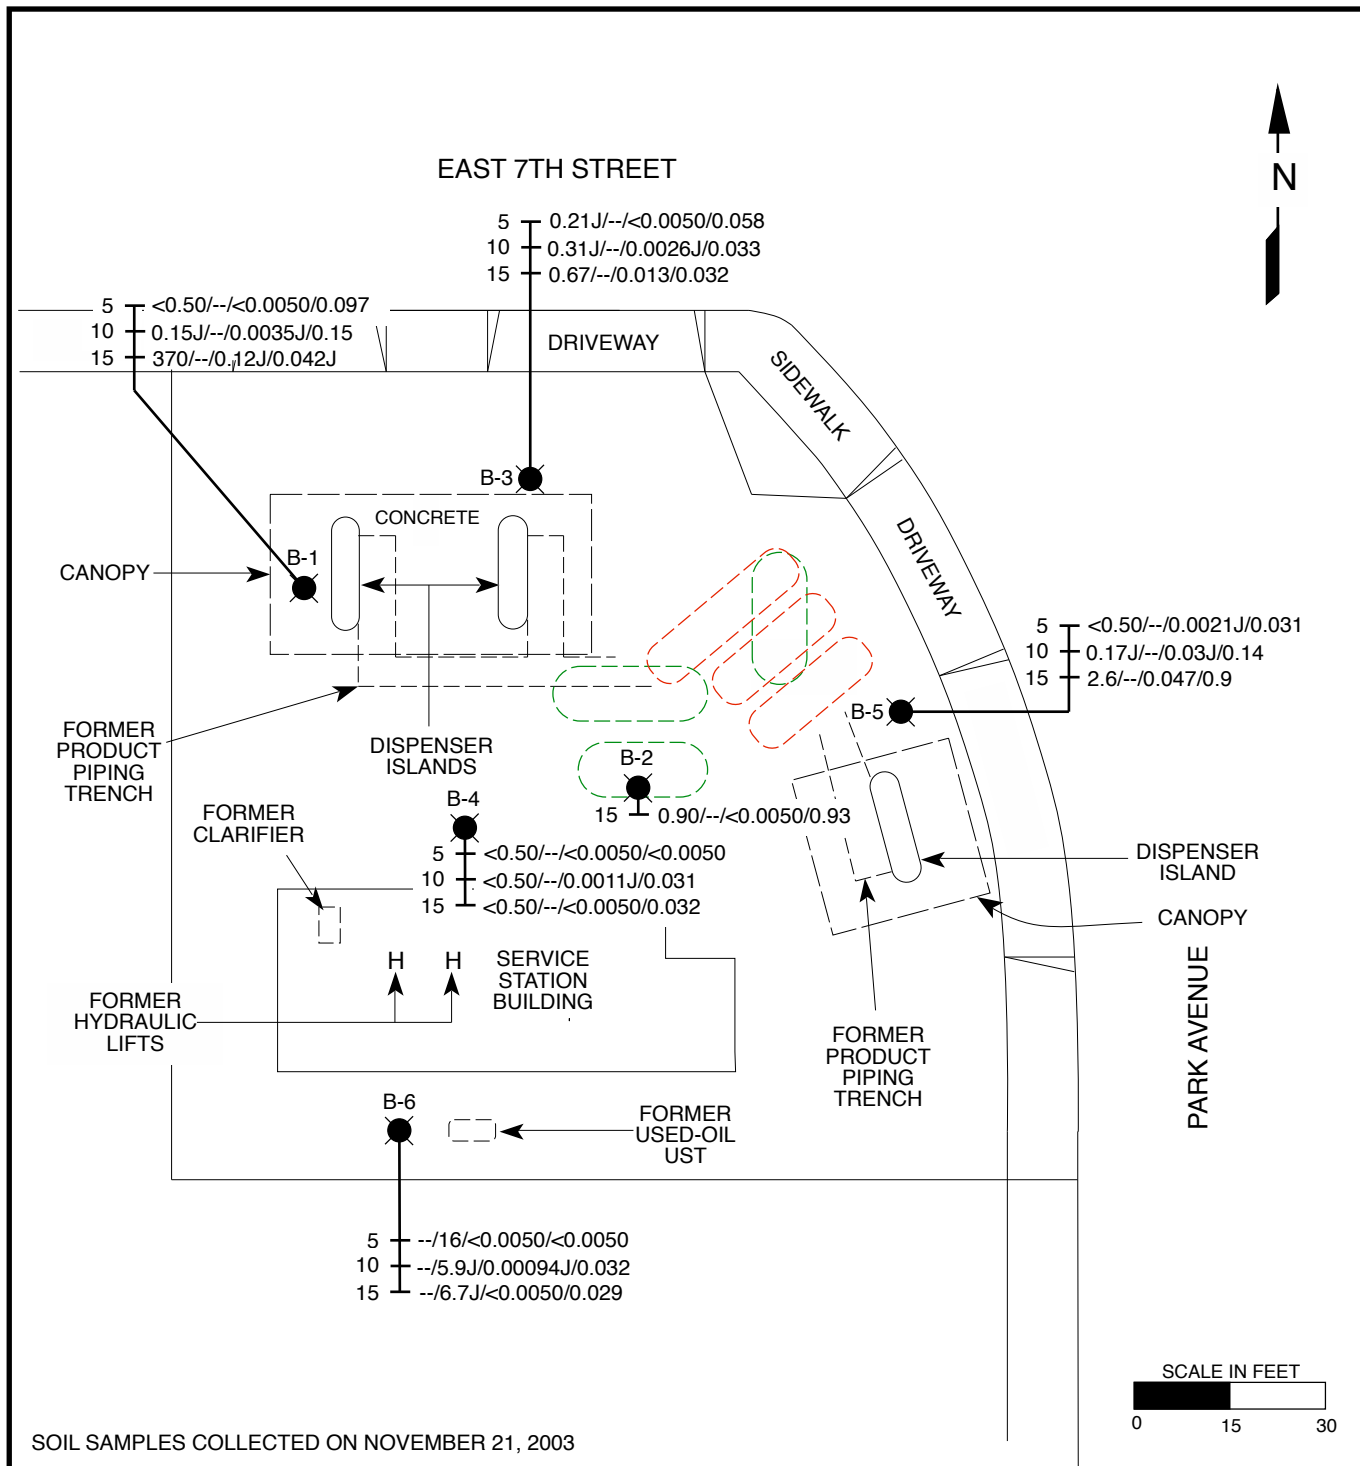 N
EAST 7TH STREET
5 0.21J/--/<0.0050/0.058
10 0.31J/--/0.0026J/0.033
15 0.67/--/0.013/0.032
5 <0.50/--/<0.0050/0.097
10 0.15J/--/0.0035J/0.15
15 370/--/0.12J/0.042J
DRIVEWAY
SIDEWALK
DRIVEWAY
B-3
CONCRETE
B-1
CANOPY
5 <0.50/--/0.0021J/0.031
10 0.17J/--/0.03J/0.14
15 2.6/--/0.047/0.9
B-5
FORMER
PRODUCT
PIPING
TRENCH
DISPENSER
ISLANDS
B-2
15 0.90/--/<0.0050/0.93
B-4
FORMER
CLARIFIER
5 <0.50/--/<0.0050/<0.0050
10 <0.50/--/0.0011J/0.031
15 <0.50/--/<0.0050/0.032
DISPENSER
ISLAND
CANOPY
H H
SERVICE
STATION
BUILDING
FORMER
HYDRAULIC
LIFTS
FORMER
PRODUCT
PIPING
TRENCH
PARK AVENUE
B-6
FORMER
USED-OIL
UST
5 --/16/<0.0050/<0.0050
10 --/5.9J/0.00094J/0.032
15 --/6.7J/<0.0050/0.029
SCALE IN FEET
0 15 30
SOIL SAMPLES COLLECTED ON NOVEMBER 21, 2003